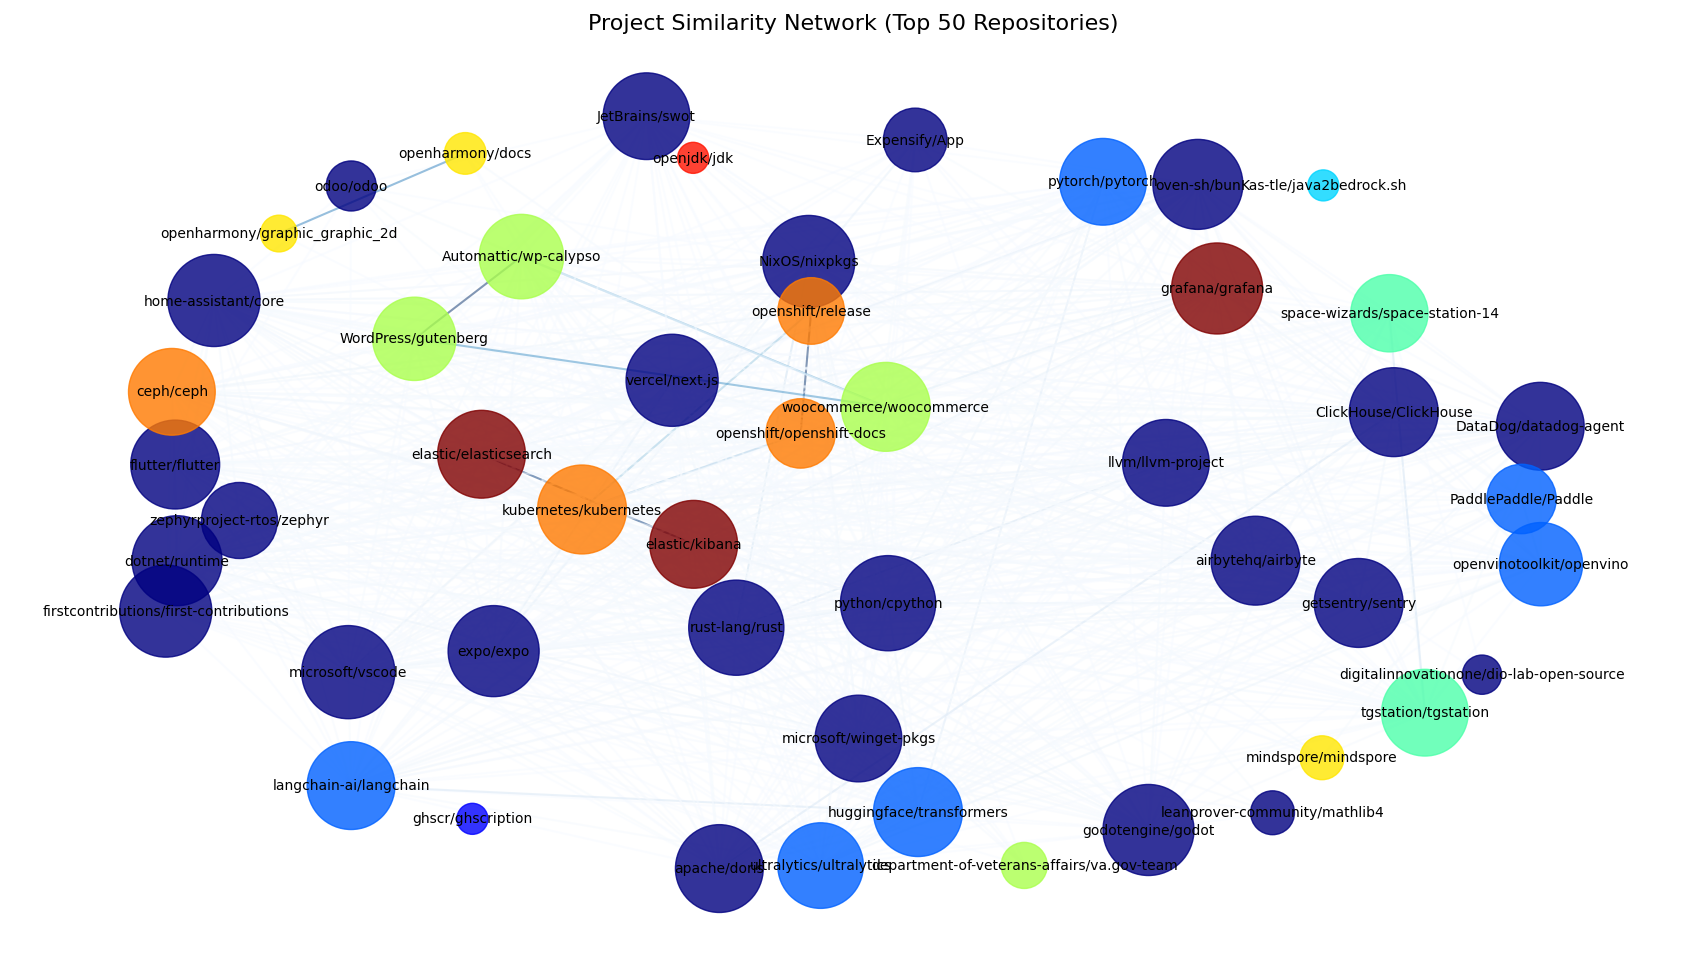 Project Similarity Network (Top 50 Repositories)
JetBrains/swot
Expensify/App
openharmony/docs
openjdk/jdk
pytorch/pytorch
oven-sh/bun
Kas-tle/java2bedrock.sh
odoo/odoo
openharmony/graphic_graphic_2d
Automattic/wp-calypso
NixOS/nixpkgs
grafana/grafana
home-assistant/core
openshift/release
space-wizards/space-station-14
WordPress/gutenberg
vercel/next.js
ceph/ceph
woocommerce/woocommerce
ClickHouse/ClickHouse
DataDog/datadog-agent
openshift/openshift-docs
elastic/elasticsearch
llvm/llvm-project
flutter/flutter
PaddlePaddle/Paddle
kubernetes/kubernetes
zephyrproject-rtos/zephyr
elastic/kibana
dotnet/runtime
airbytehq/airbyte
openvinotoolkit/openvino
python/cpython
getsentry/sentry
firstcontributions/first-contributions
rust-lang/rust
expo/expo
microsoft/vscode
digitalinnovationone/dio-lab-open-source
tgstation/tgstation
microsoft/winget-pkgs
mindspore/mindspore
langchain-ai/langchain
huggingface/transformers
leanprover-community/mathlib4
ghscr/ghscription
godotengine/godot
apache/doris
ultralytics/ultralytics
department-of-veterans-affairs/va.gov-team